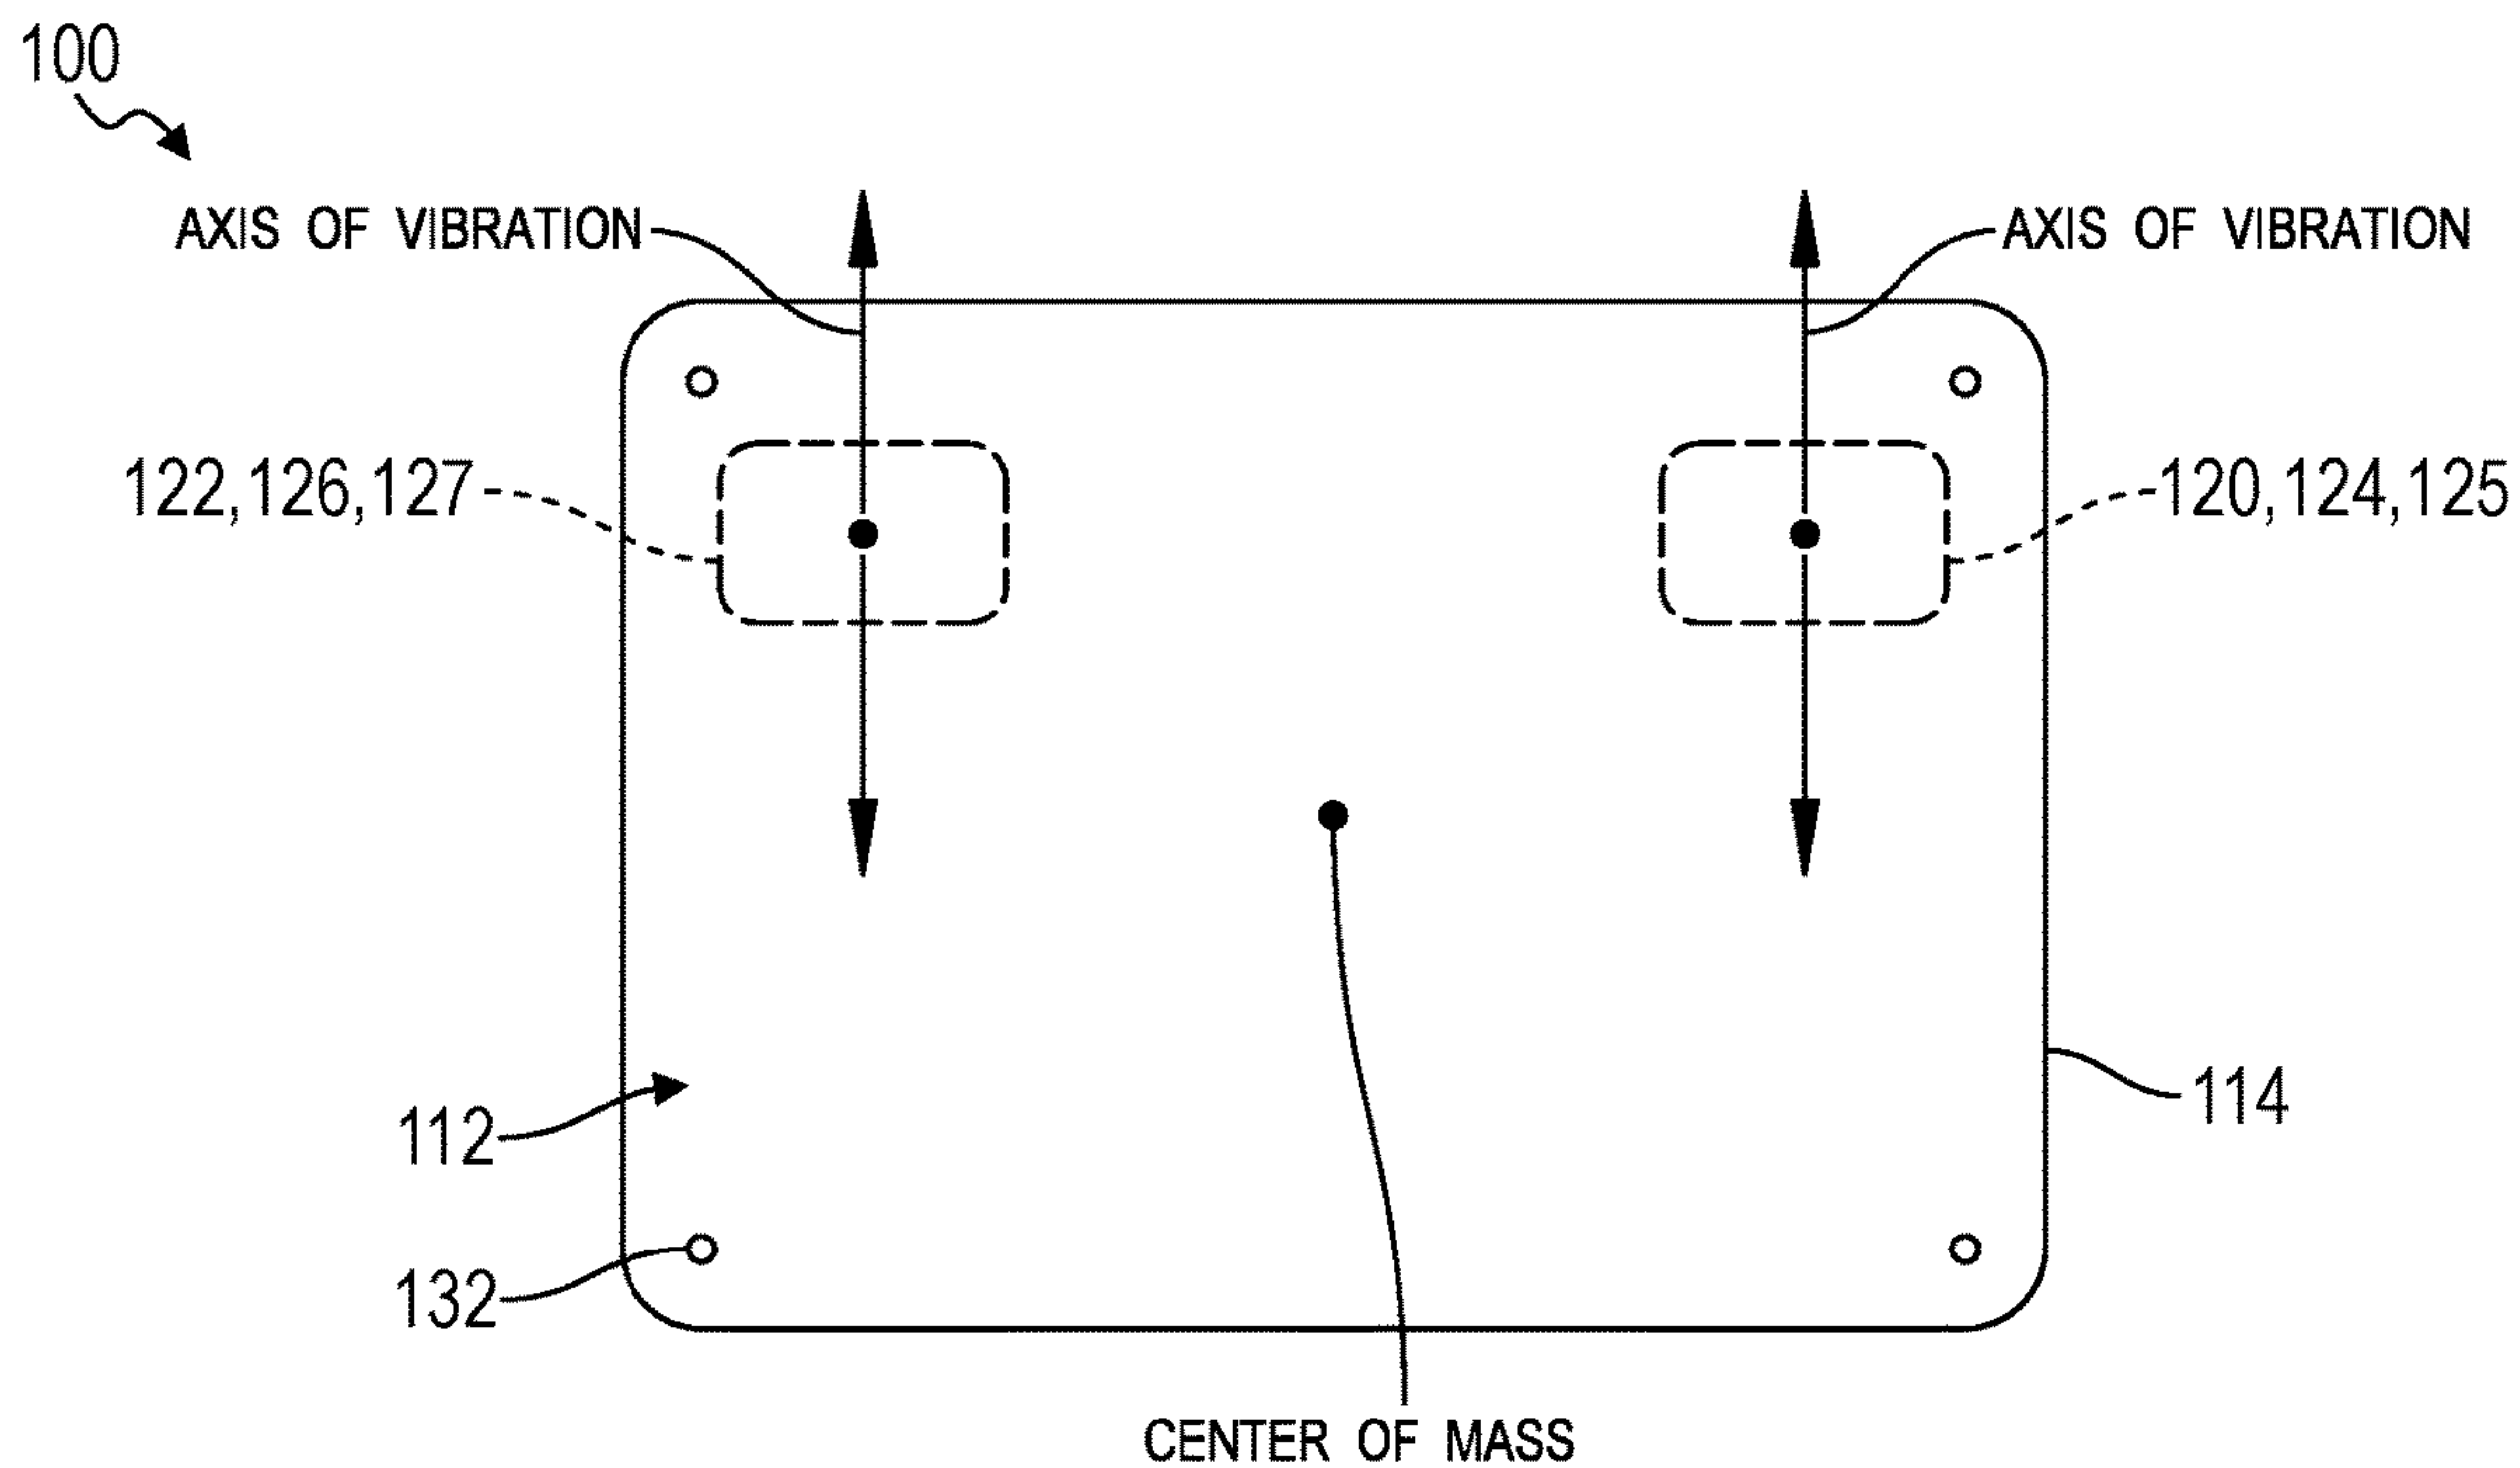 100
AXIS OF VIBRATION
AXIS OF VIBRATION
122,126,127
120,124,125
114
112
132
CENTER OF MASS